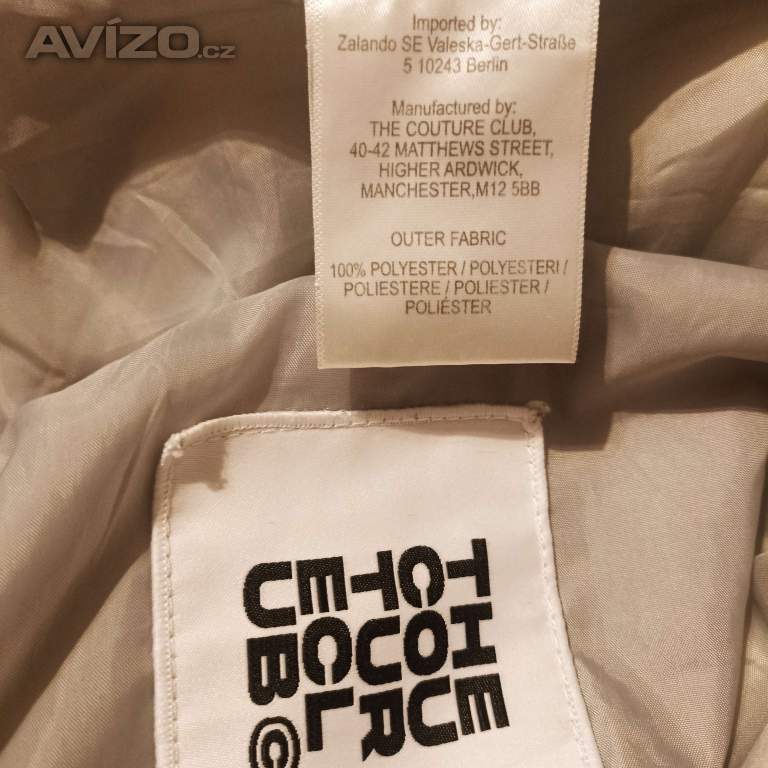 AVÍZO.cz
Imported by:
Zalando SE Valeska-Gert-Straße
5 10243 Berlin
Manufactured by:
THE COUTURE CLUB,
40-42 MATTHEWS STREET,
HIGHER ARDWICK,
MANCHESTER,M12 5BB
OUTER FABRIC
100% POLYESTER / POLYESTERI /
POLIESTERE / POLIESTER /
POLIÉSTER
THE
COU
TUR
E CL
UB©